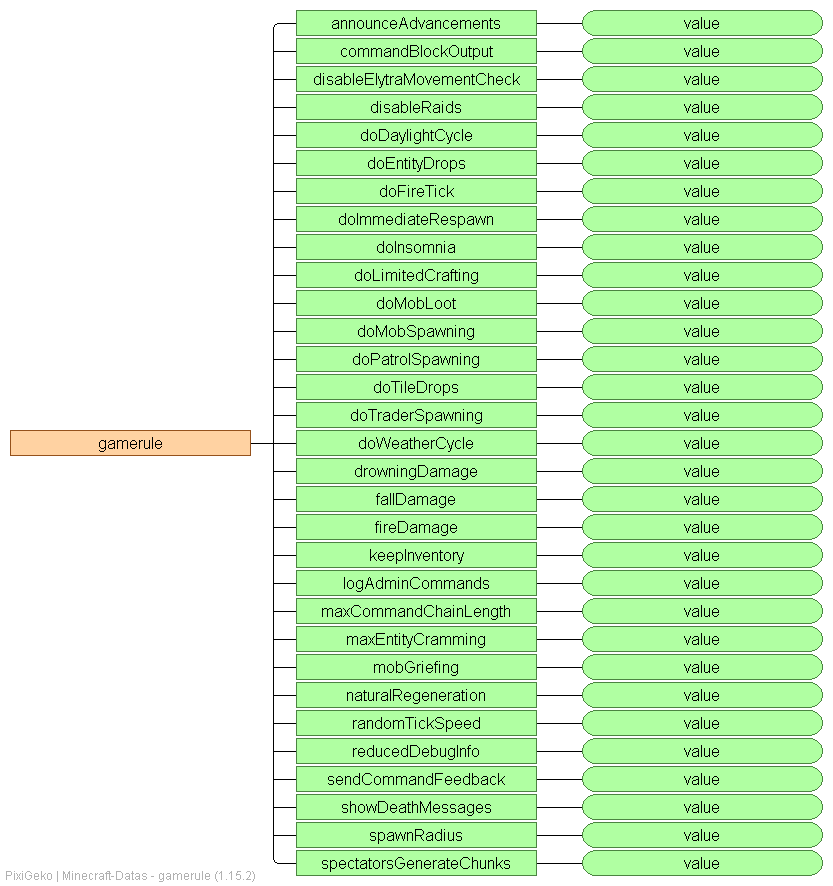 announceAdvancements value
commandBlockOutput value
disableElytraMovementCheck value
disableRaids value
doDaylightCycle value
doEntityDrops value
doFireTick value
doImmediateRespawn value
doInsomnia value
doLimitedCrafting value
doMobLoot value
doMobSpawning value
doPatrolSpawning value
doTileDrops value
doTraderSpawning value
gamerule doWeatherCycle value
drowningDamage value
fallDamage value
fireDamage value
keepInventory value
logAdminCommands value
maxCommandChainLength value
maxEntityCramming value
mobGriefing value
naturalRegeneration value
randomTickSpeed value
reducedDebugInfo value
sendCommandFeedback value
showDeathMessages value
spawnRadius value
spectatorsGenerateChunks value
PixiGeko | Minecraft-Datas - gamerule (1.15.2)